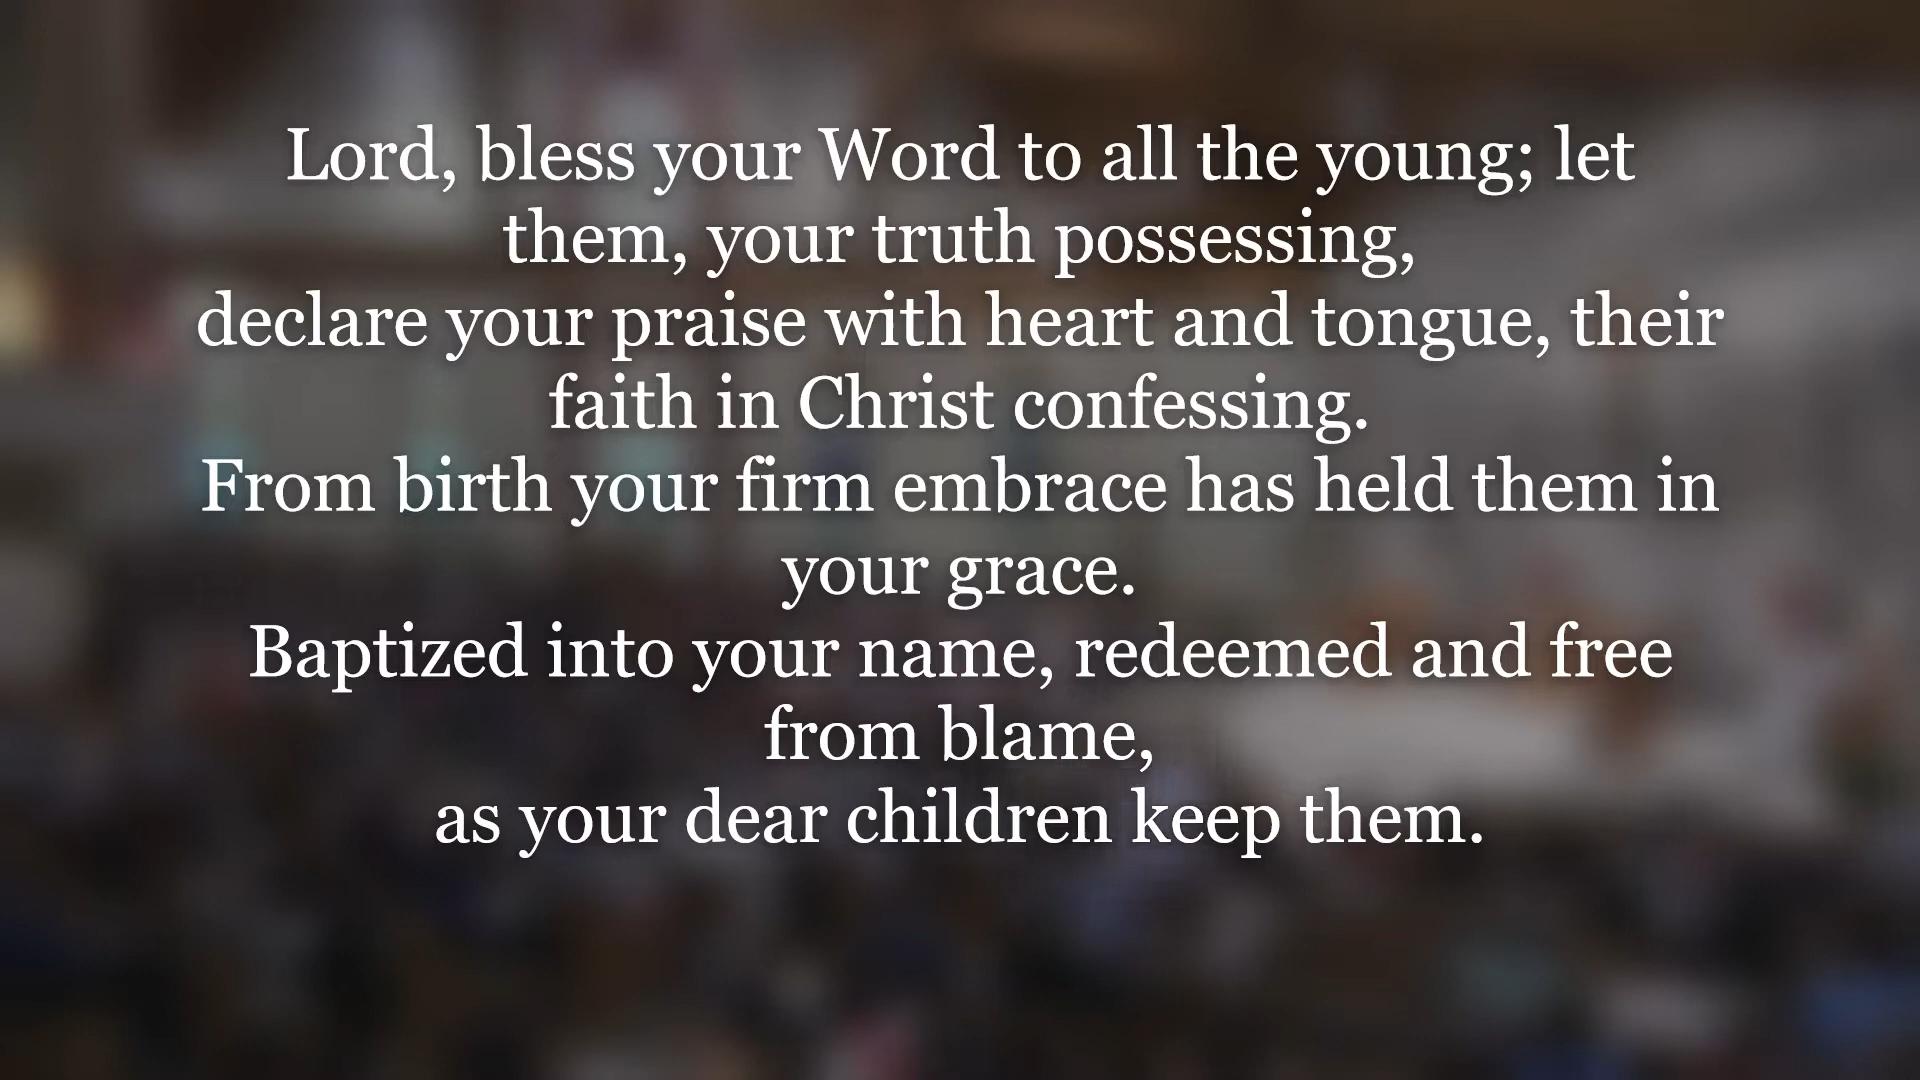 Lord, bless your Word to all the young; let
them, your truth possessing,
declare your praise with heart and tongue, their
faith in Christ confessing.
From birth your firm embrace has held them in
your grace.
Baptized into your name, redeemed and free
from blame,
as your dear children keep them.